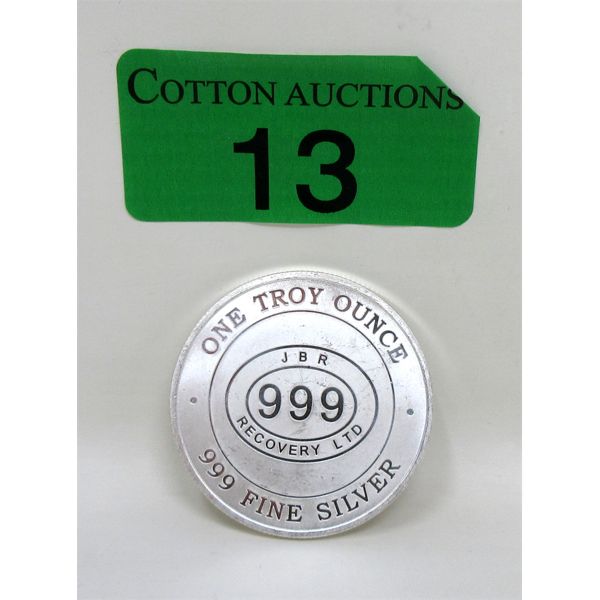 COTTON AUCTIONS
13
ONE TROY OUNCE
JBR
999
RECOVERY LTD
999 FINE SILVER